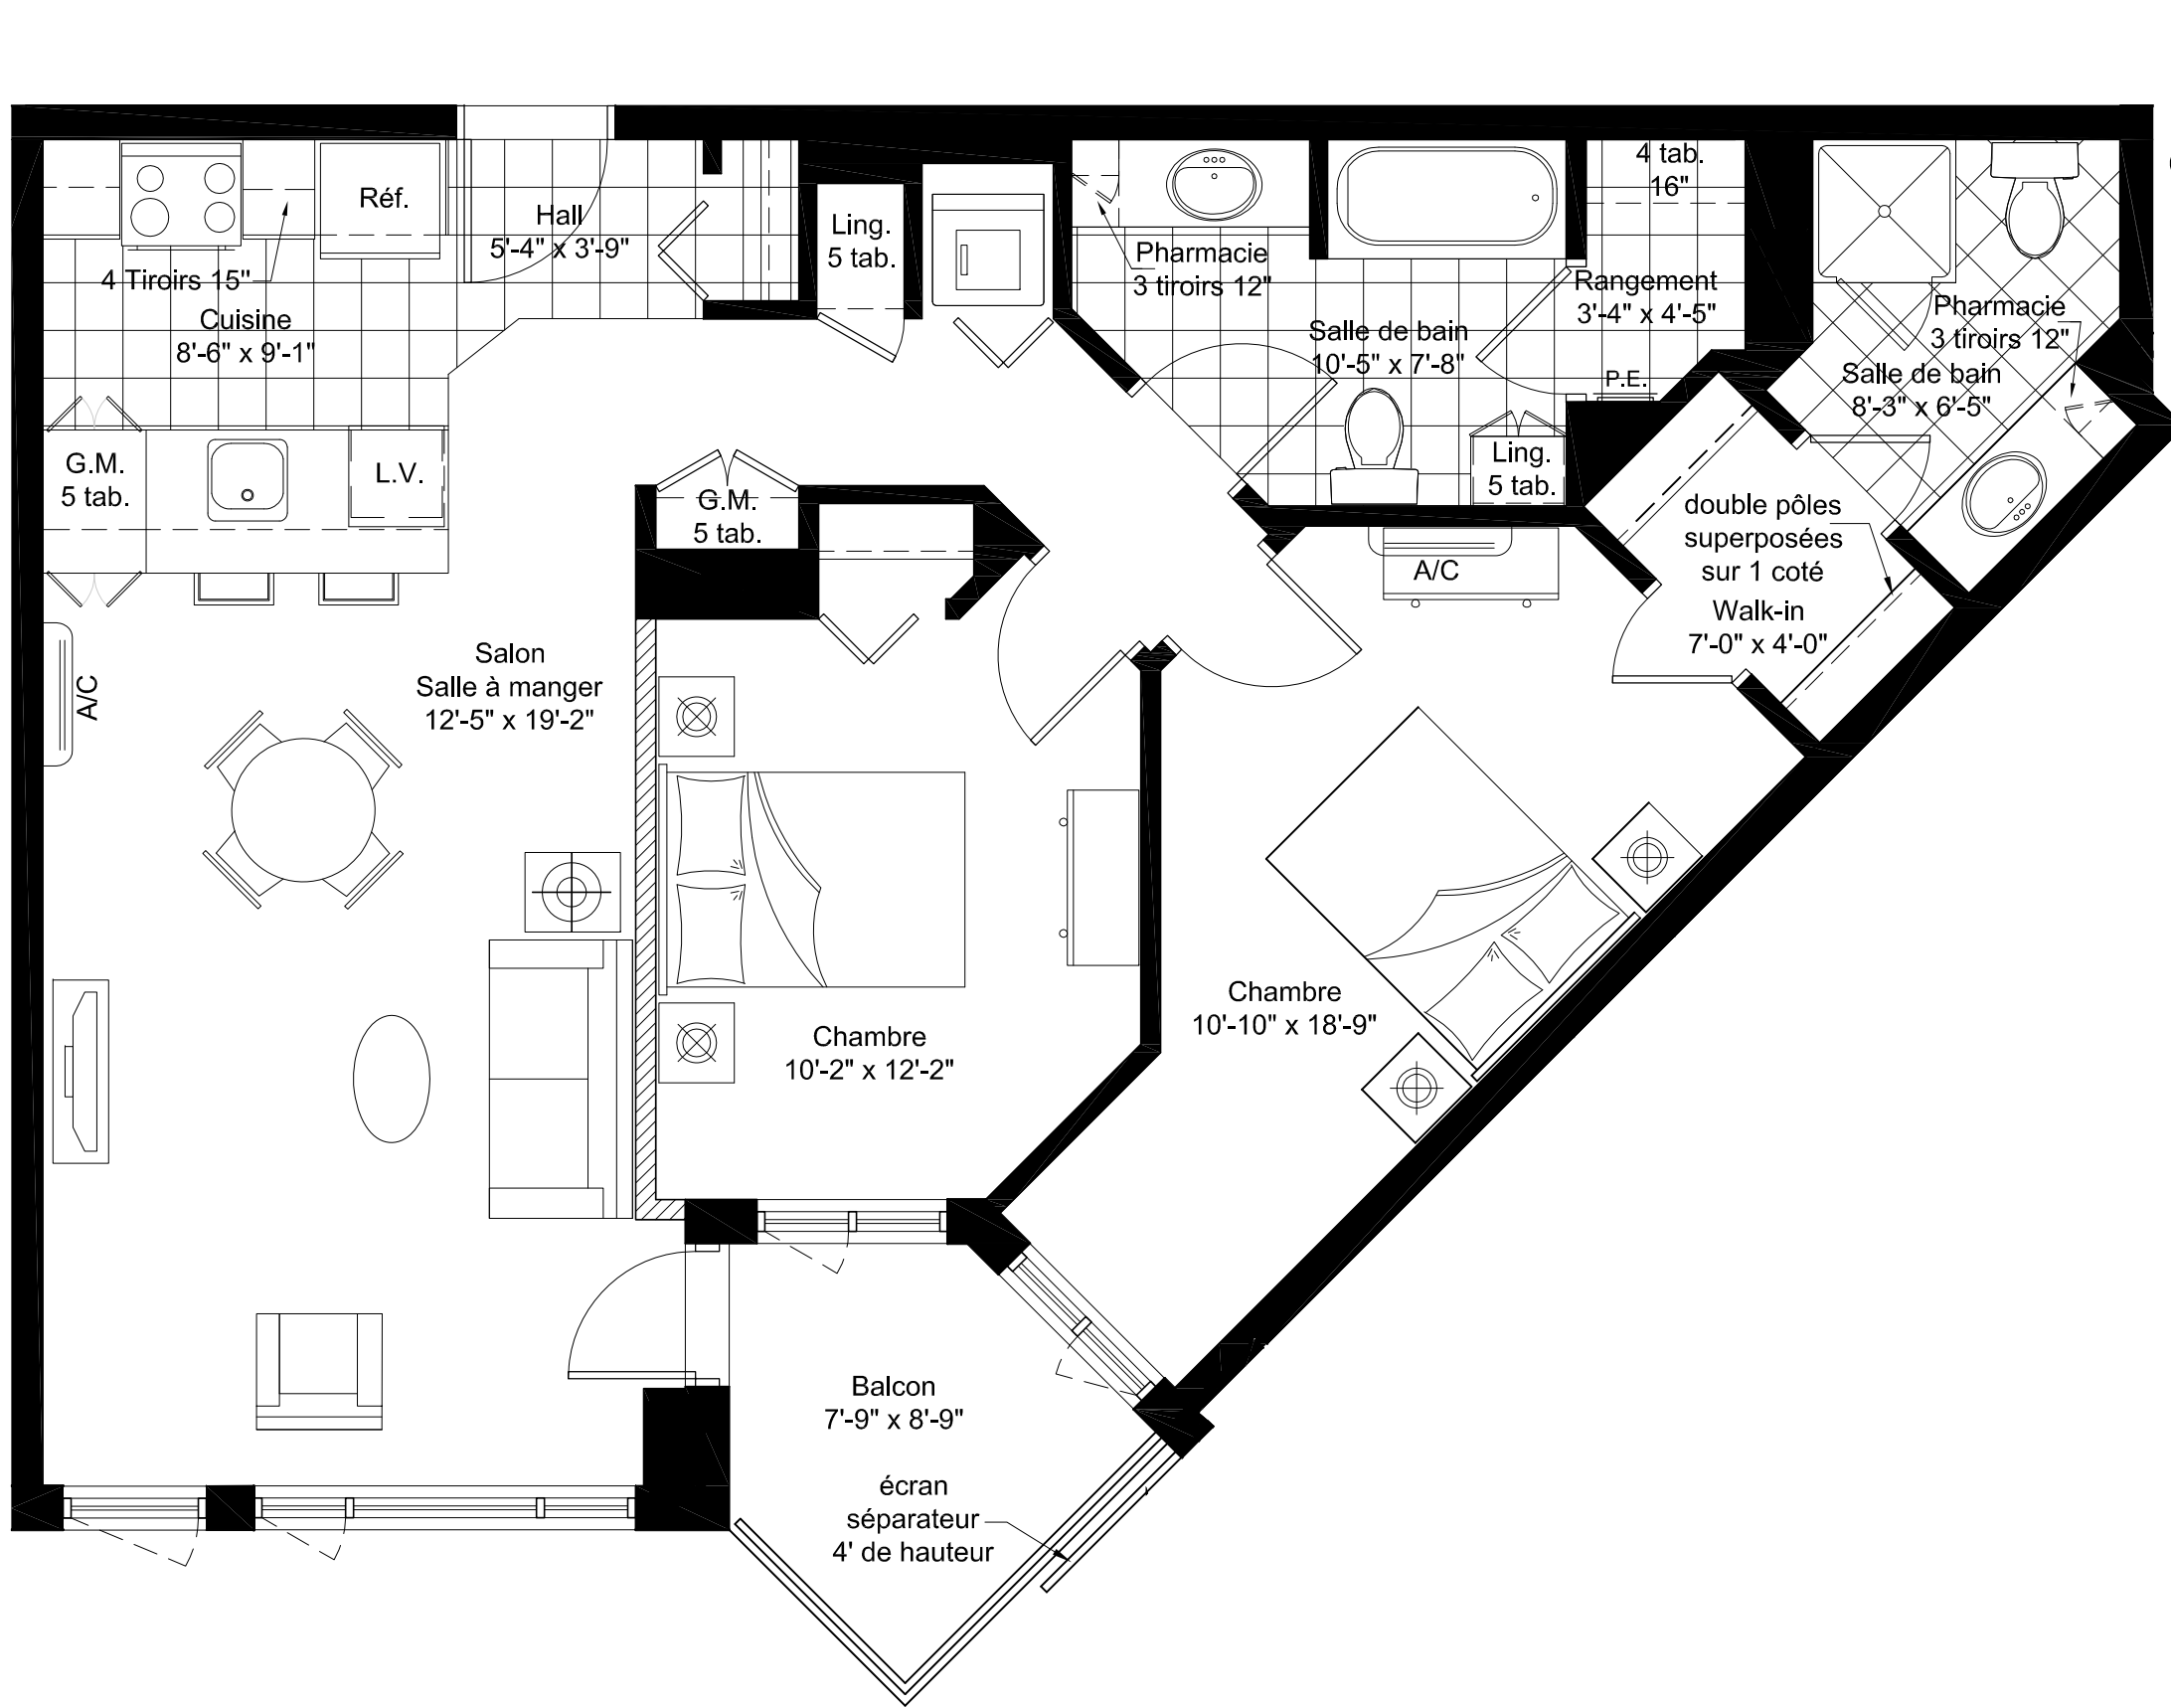 4 tab.
16"
Réf.
Hall
5'-4" x 3'-9"
Ling.
5 tab.
4 Tiroirs 15"
Cuisine
8'-6" x 9'-1"
Pharmacie
3 tiroirs 12"
Rangement
3'-4" x 4'-5"
Salle de bain
10'-5" x 7'-8"
P.E.
Pharmacie
3 tiroirs 12"
Salle de bain
8'-3" x 6'-5"
G.M.
5 tab.
L.V.
G.M.
5 tab.
Ling.
5 tab.
A/C
double pôles
superposées
sur 1 coté
Walk-in
7'-0" x 4'-0"
A/C
Salon
Salle à manger
12'-5" x 19'-2"
Chambre
10'-2" x 12'-2"
Chambre
10'-10" x 18'-9"
Balcon
7'-9" x 8'-9"
écran
séparateur
4' de hauteur